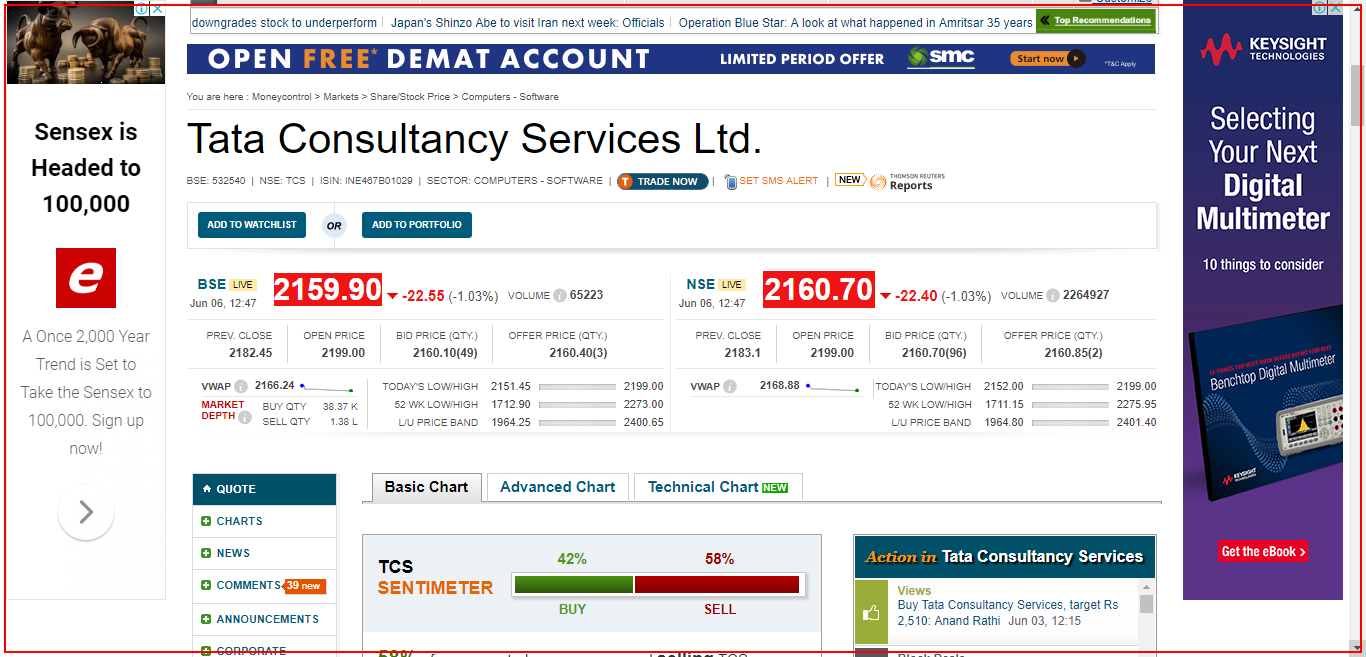 downgrades stock to underperform | Japan's Shinzo Abe to visit Iran next week: Officials | Operation Blue Star: A look at what happened in Amritsar 35 years
Top Recommendations
OPEN FREE* DEMAT ACCOUNT LIMITED PERIOD OFFER smc Start now *T&C Apply
You are here : Moneycontrol > Markets > Share/Stock Price > Computers - Software
Tata Consultancy Services Ltd.
BSE: 532540 | NSE: TCS | ISIN: INE467B01029 | SECTOR: COMPUTERS - SOFTWARE | T TRADE NOW | SET SMS ALERT | NEW THOMSON REUTERS Reports
ADD TO WATCHLIST OR ADD TO PORTFOLIO
BSE LIVE 2159.90 -22.55 (-1.03%) VOLUME 65223
Jun 06, 12:47
PREV. CLOSE OPEN PRICE BID PRICE (QTY.) OFFER PRICE (QTY.)
2182.45 2199.00 2160.10(49) 2160.40(3)
VWAP 2166.24 TODAY'S LOW/HIGH 2151.45 2199.00
MARKET DEPTH BUY QTY 38.37 K 52 WK LOW/HIGH 1712.90 2273.00
SELL QTY 1.38 L L/U PRICE BAND 1964.25 2400.65
NSE LIVE 2160.70 -22.40 (-1.03%) VOLUME 2264927
Jun 06, 12:47
PREV. CLOSE OPEN PRICE BID PRICE (QTY.) OFFER PRICE (QTY.)
2183.1 2199.00 2160.70(96) 2160.85(2)
VWAP 2168.88 TODAY'S LOW/HIGH 2152.00 2199.00
52 WK LOW/HIGH 1711.15 2275.95
L/U PRICE BAND 1964.80 2401.40
QUOTE
CHARTS
NEWS
COMMENTS 39 new
ANNOUNCEMENTS
CORPORATE
Basic Chart Advanced Chart Technical Chart NEW
TCS
SENTIMETER
42% 58%
BUY SELL
Action in Tata Consultancy Services
Views
Buy Tata Consultancy Services, target Rs
2,510: Anand Rathi Jun 03, 12:15
Sensex is
Headed to
100,000
e
A Once 2,000 Year
Trend is Set to
Take the Sensex to
100,000. Sign up
now!
KEYSIGHT
TECHNOLOGIES
Selecting
Your Next
Digital
Multimeter
10 things to consider
Benchtop Digital Multimeter
KEYSIGHT
Get the eBook >